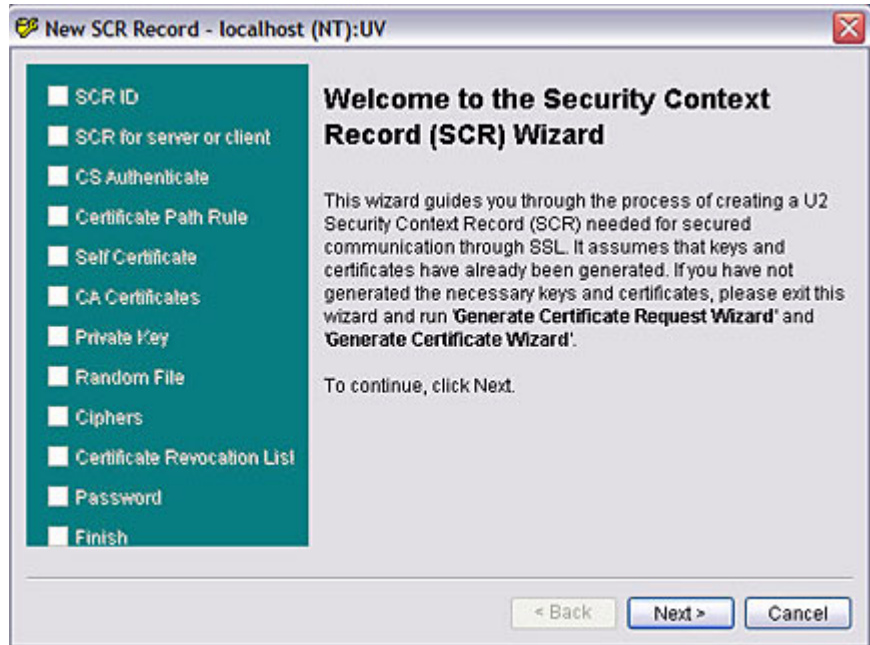 New SCR Record - localhost (NT):UV
SCR ID
SCR for server or client
CS Authenticate
Certificate Path Rule
Self Certificate
CA Certificates
Private Key
Random File
Ciphers
Certificate Revocation List
Password
Finish
Welcome to the Security Context
Record (SCR) Wizard
This wizard guides you through the process of creating a U2
Security Context Record (SCR) needed for secured
communication through SSL. It assumes that keys and
certificates have already been generated. If you have not
generated the necessary keys and certificates, please exit this
wizard and run 'Generate Certificate Request Wizard' and
'Generate Certificate Wizard'.
To continue, click Next.
< Back
Next >
Cancel